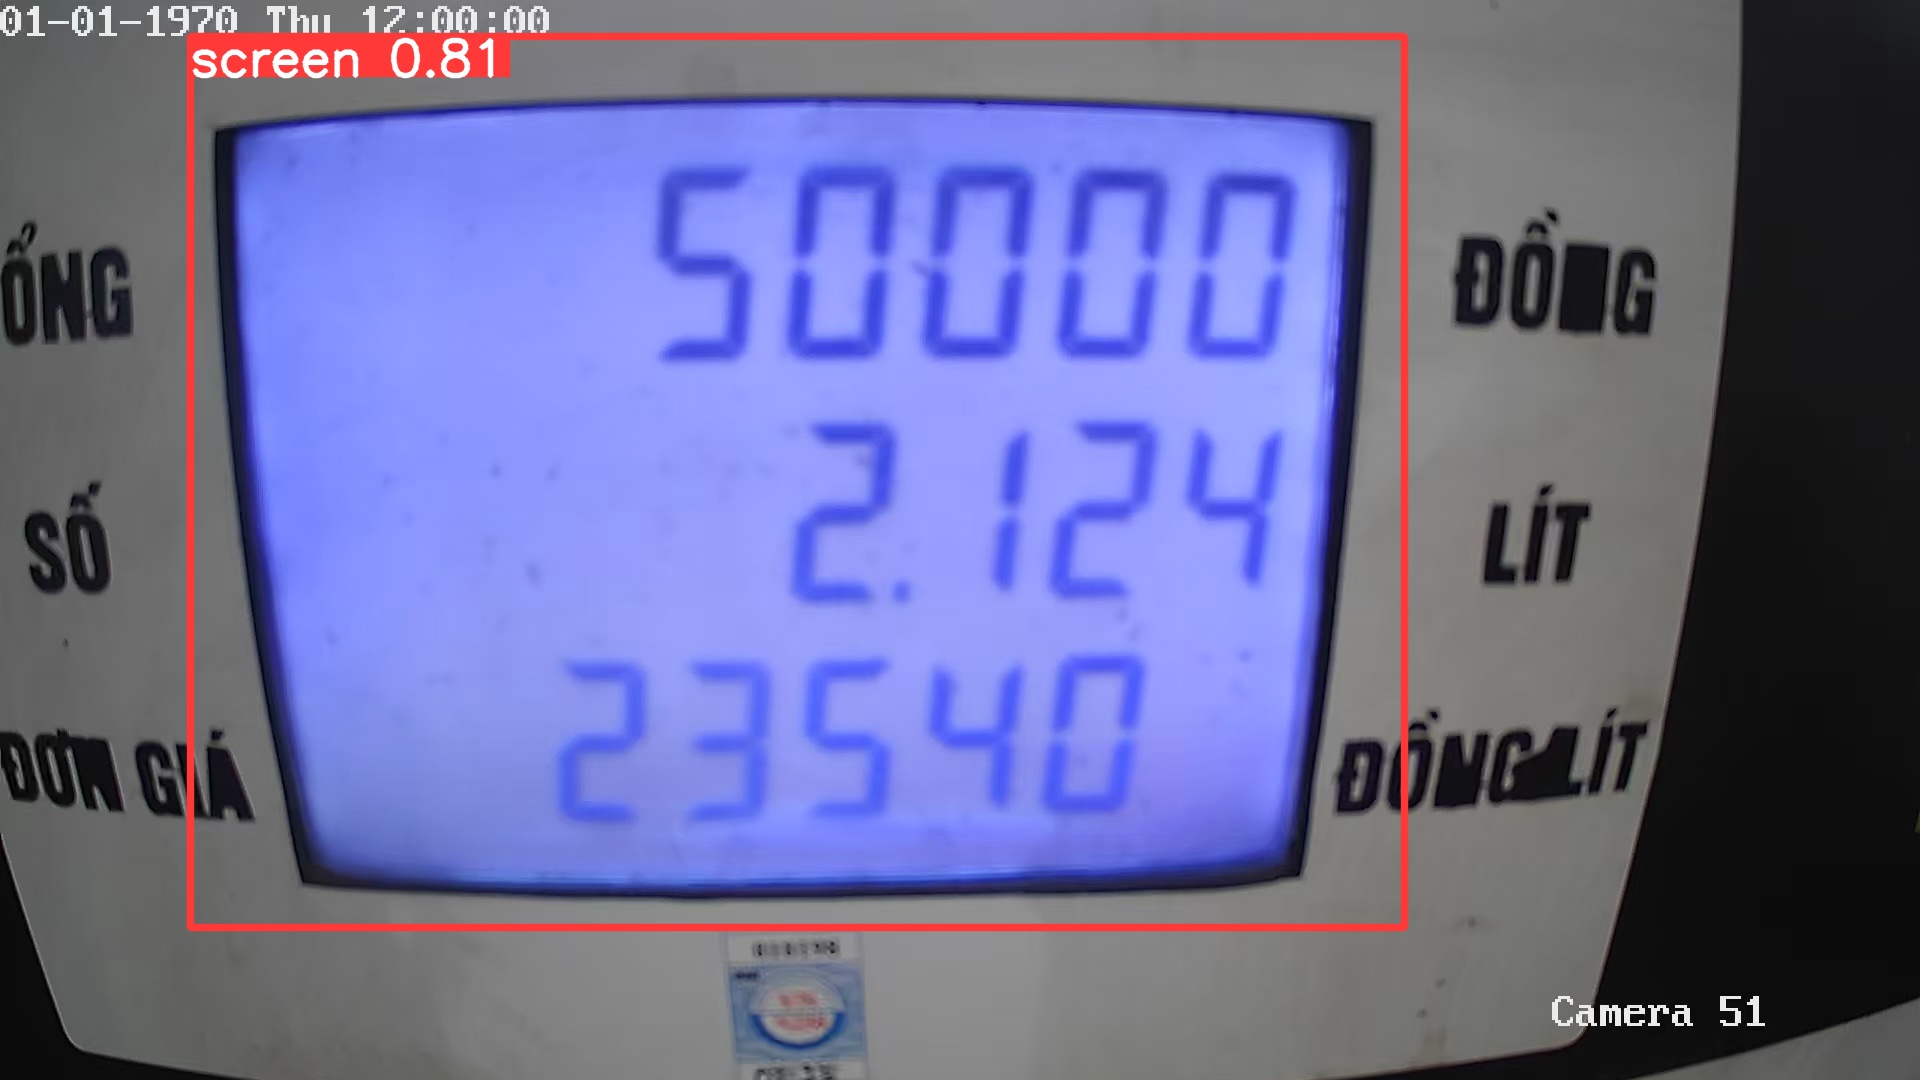 01-01-1970 Thu 12:00:00
screen 0.81
ỔNG 50000 ĐỒNG
SỐ 2.124 LÍT
ĐƠN GIÁ 23540 ĐỒNG/LÍT
Camera 51